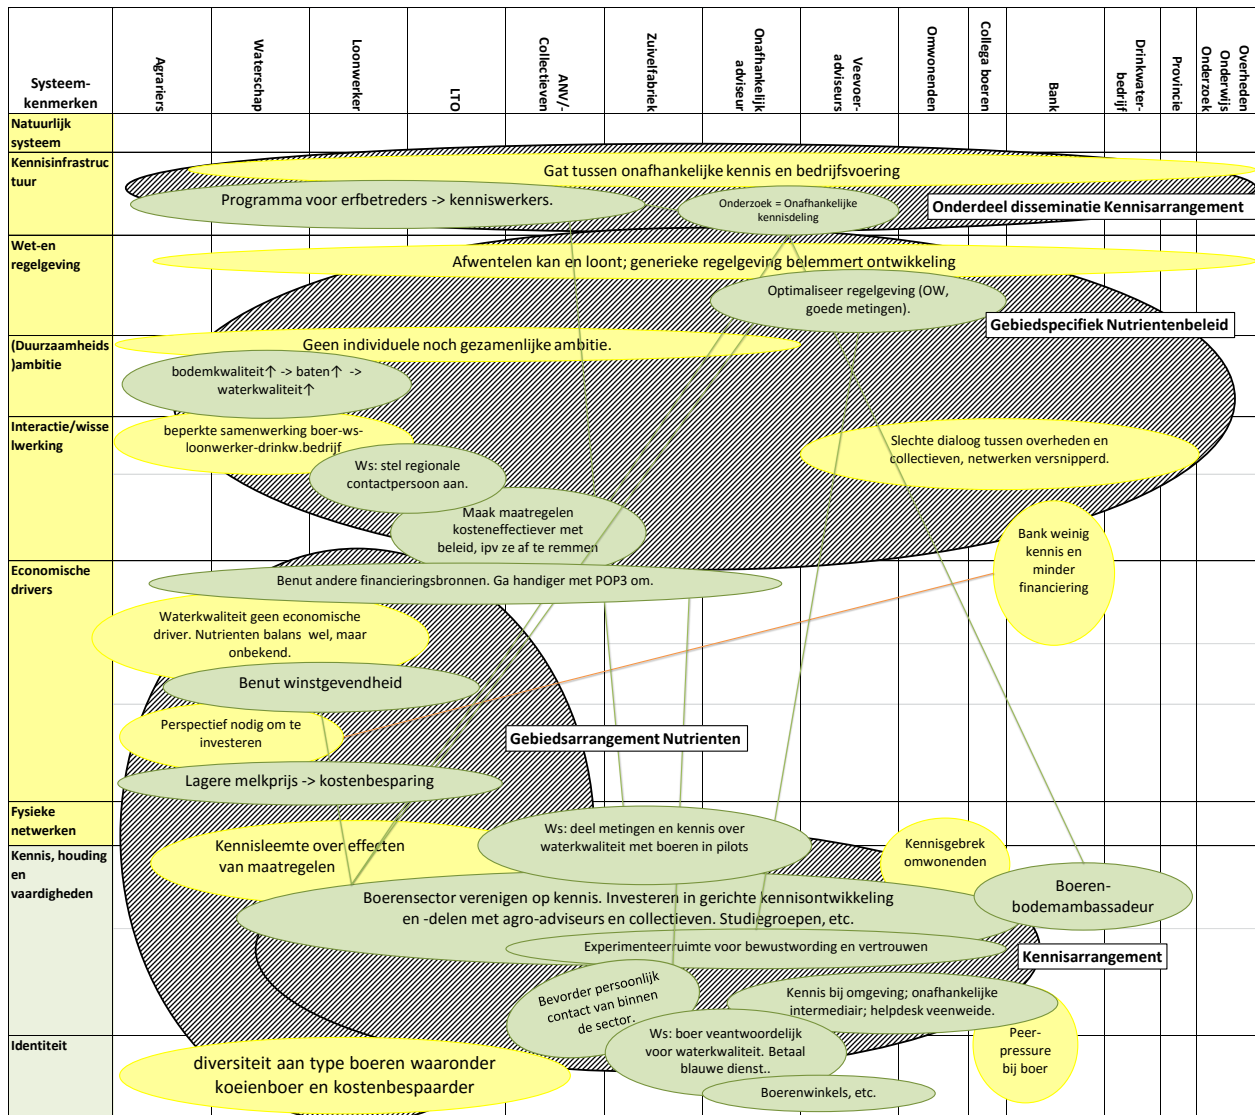 Systeem-
kenmerken
Agrariers
Waterschap
Loonwerker
LTO
ANV/-
Collectieven
Zuivelfabriek
Onafhankelijk
adviseur
Veevoer-
adviseurs
Omwonenden
Collega boeren
Bank
Drinkwater-
bedrijf
Provincie
Overheden
Onderwijs
Onderzoek
Natuurlijk
systeem
Kennisinfrastruc
tuur
Gat tussen onafhankelijke kennis en bedrijfsvoering
Programma voor erfbetreders -> kenniswerkers.
Onderzoek = Onafhankelijke
kennisdeling
Onderdeel disseminatie Kennisarrangement
Wet-en
regelgeving
Afwentelen kan en loont; generieke regelgeving belemmert ontwikkeling
Optimaliseer regelgeving (OW,
goede metingen).
Gebiedspecifiek Nutrientenbeleid
(Duurzaamheids
)ambitie
Geen individuele noch gezamenlijke ambitie.
bodemkwaliteit↑ -> baten↑ ->
waterkwaliteit↑
Interactie/wisse
lwerking
beperkte samenwerking boer-ws-
loonwerker-drinkw.bedrijf
Slechte dialoog tussen overheden en
collectieven, netwerken versnipperd.
Ws: stel regionale
contactpersoon aan.
Maak maatregelen
kosteneffectiever met
beleid, ipv ze af te remmen
Bank weinig
kennis en
minder
financiering
Economische
drivers
Benut andere financieringsbronnen. Ga handiger met POP3 om.
Waterkwaliteit geen economische
driver. Nutrienten balans wel, maar
onbekend.
Benut winstgevendheid
Perspectief nodig om te
investeren
Gebiedsarrangement Nutrienten
Lagere melkprijs -> kostenbesparing
Fysieke
netwerken
Kennisleemte over effecten
van maatregelen
Ws: deel metingen en kennis over
waterkwaliteit met boeren in pilots
Kennisgebrek
omwonenden
Kennis, houding
en
vaardigheden
Boerensector verenigen op kennis. Investeren in gerichte kennisontwikkeling
en -delen met agro-adviseurs en collectieven. Studiegroepen, etc.
Boeren-
bodemambassadeur
Experimenteerruimte voor bewustwording en vertrouwen
Kennisarrangement
Bevorder persoonlijk
contact van binnen
de sector.
Kennis bij omgeving; onafhankelijke
intermediair; helpdesk veenweide.
Identiteit
diversiteit aan type boeren waaronder
koeienboer en kostenbespaarder
Ws: boer veantwoordelijk
voor waterkwaliteit. Betaal
blauwe dienst..
Peer-
pressure
bij boer
Boerenwinkels, etc.